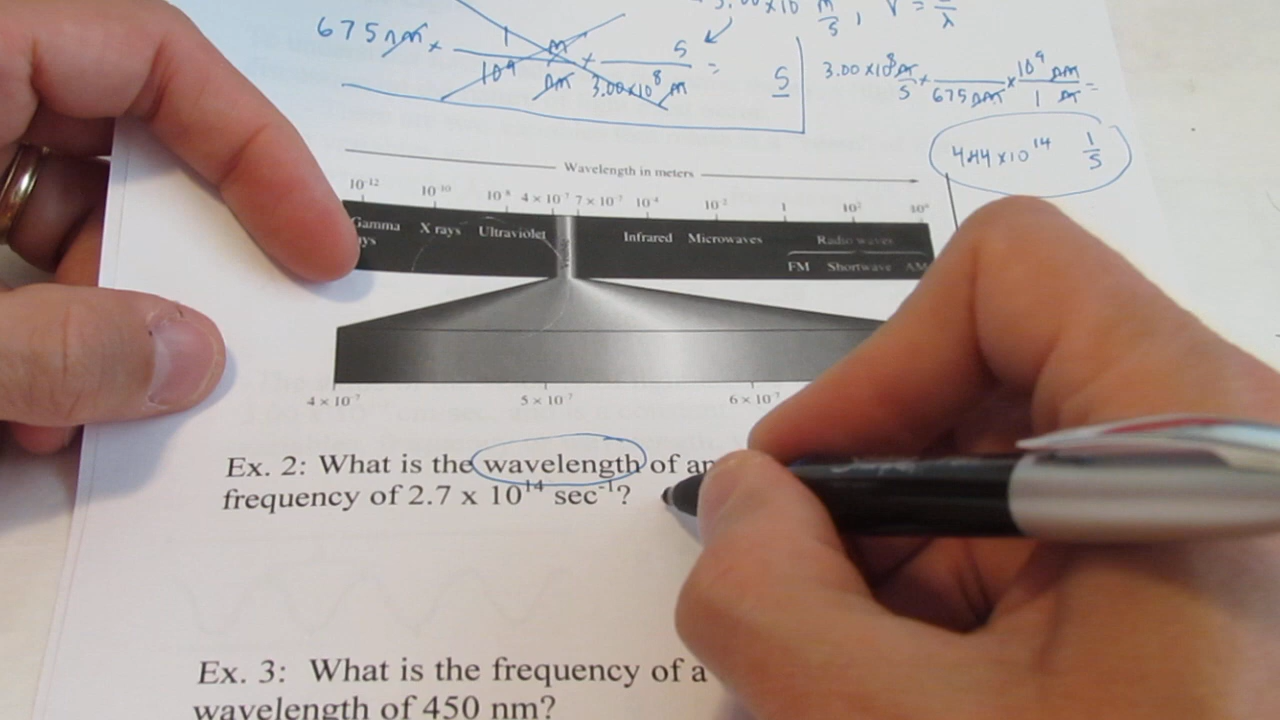 3.00 x 10 m/s, ν = c/λ
675 nm x 1 m / 10⁹ nm x s / 3.00 x 10⁸ m = s
3.00 x 10⁸ m / s x / 675 nm x 10⁹ nm / 1 m =
4.44 x 10¹⁴ 1/s
Wavelength in meters
10⁻¹² 10⁻¹⁰ 10⁻⁸ 4 × 10⁻⁷ 7 × 10⁻⁷ 10⁻⁴ 10⁻² 1 10² 10⁴
Gamma X rays Ultraviolet Visible Infrared Microwaves Radio waves
FM Shortwave AM
4 × 10⁻⁷ 5 × 10⁻⁷ 6 × 10⁻⁷
Ex. 2: What is the wavelength of an
frequency of 2.7 x 10¹⁴ sec⁻¹?
Ex. 3: What is the frequency of a
wavelength of 450 nm?